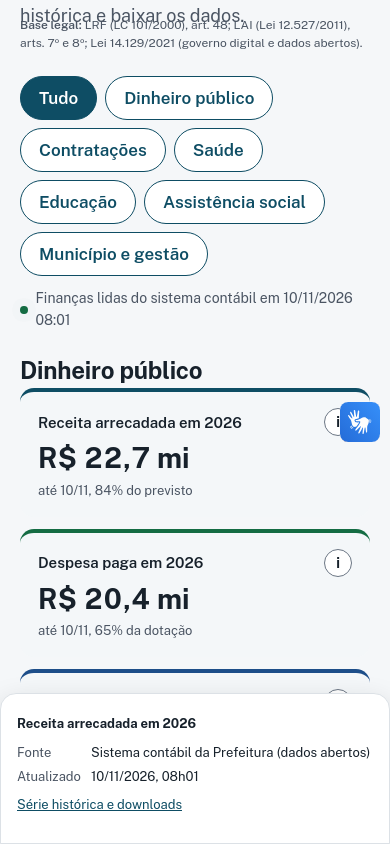 histórica e baixar os dados.
Base legal: LRF (LC 101/2000), art. 48; LAI (Lei 12.527/2011),
arts. 7º e 8º; Lei 14.129/2021 (governo digital e dados abertos).
Tudo
Dinheiro público
Contratações
Saúde
Educação
Assistência social
Município e gestão
Finanças lidas do sistema contábil em 10/11/2026
08:01
Dinheiro público
Receita arrecadada em 2026
i
R$ 22,7 mi
até 10/11, 84% do previsto
Despesa paga em 2026
i
R$ 20,4 mi
até 10/11, 65% da dotação
Receita arrecadada em 2026
Fonte Sistema contábil da Prefeitura (dados abertos)
Atualizado 10/11/2026, 08h01
Série histórica e downloads